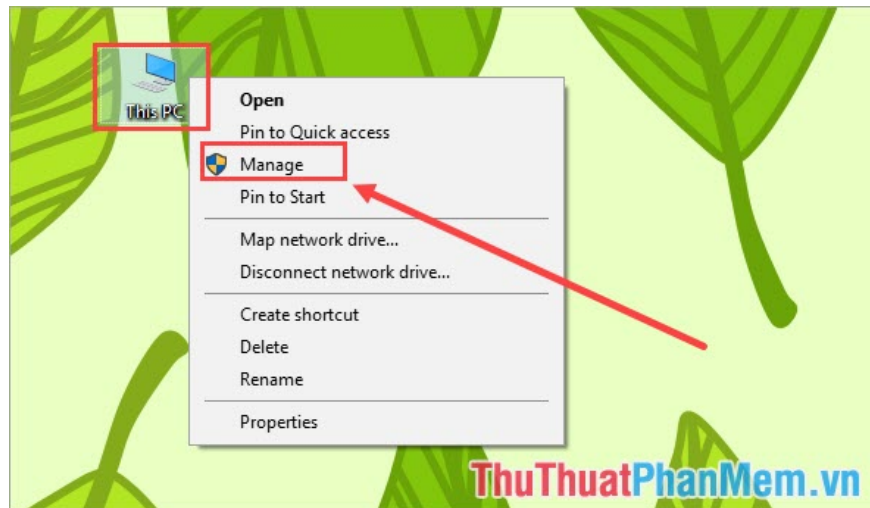 This PC
Open
Pin to Quick access
Manage
Pin to Start
Map network drive...
Disconnect network drive...
Create shortcut
Delete
Rename
Properties
ThuThuatPhanMem.vn